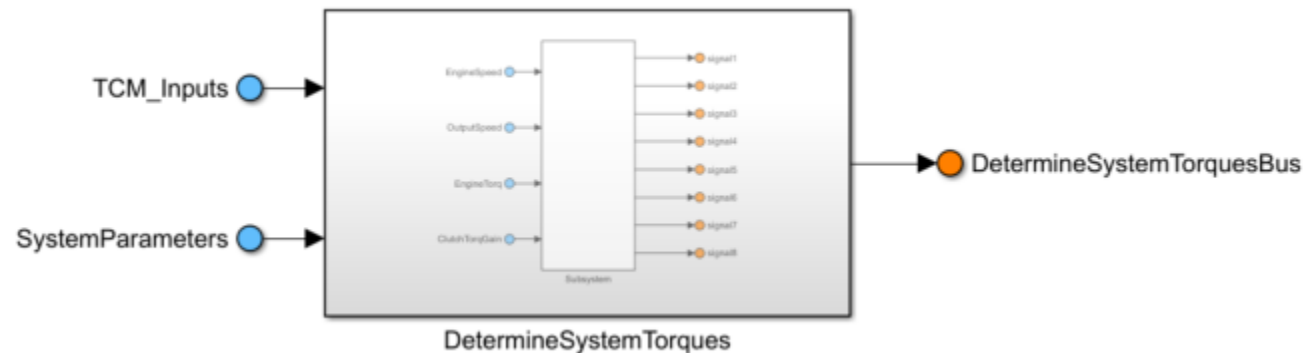 TCM_Inputs
SystemParameters
EngineSpeed
OutputSpeed
EngineTorq
ClutchTorqGain
Subsystem
signal1
signal2
signal3
signal4
signal5
signal6
signal7
signal8
DetermineSystemTorquesBus
DetermineSystemTorques